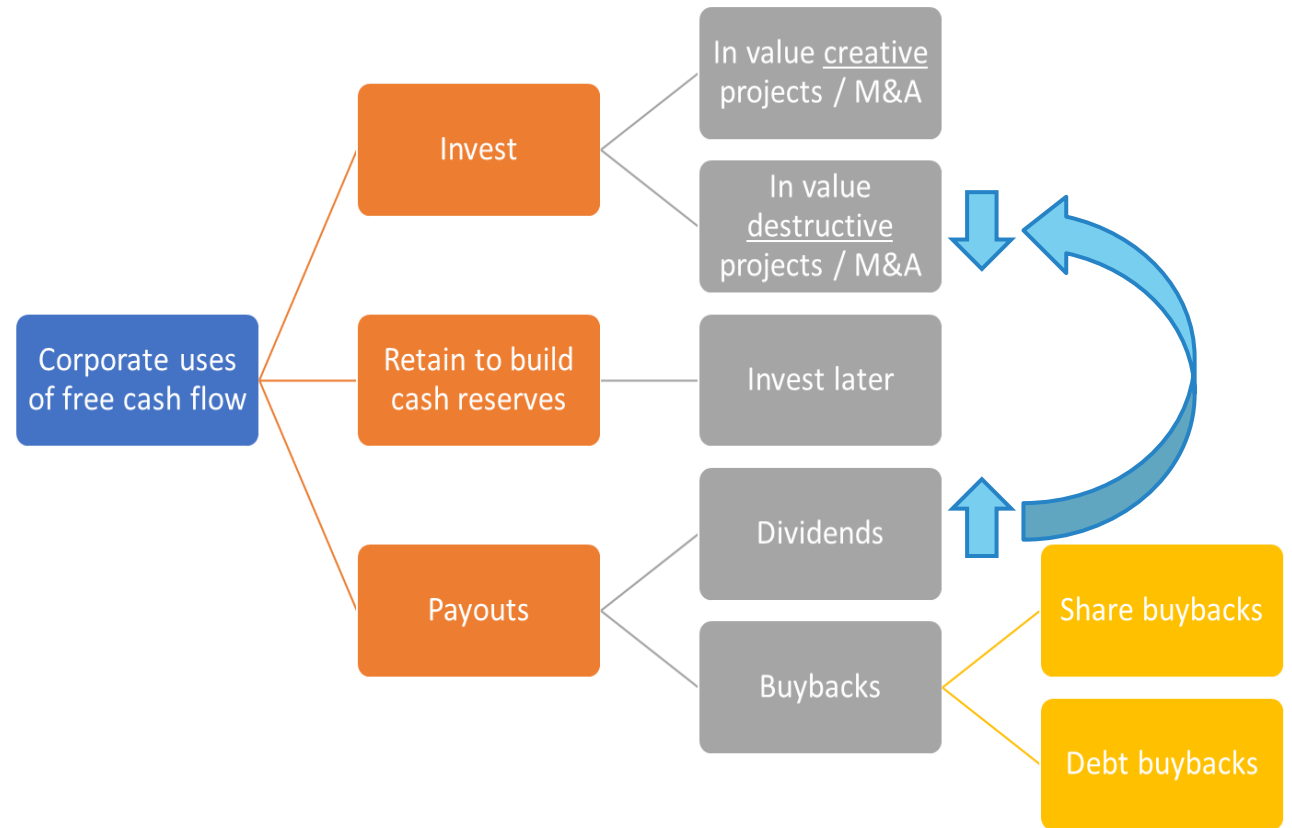 In value creative
projects / M&A
Invest
In value
destructive
projects / M&A
Corporate uses
of free cash flow
Retain to build
cash reserves
Invest later
Dividends
Payouts
Share buybacks
Buybacks
Debt buybacks